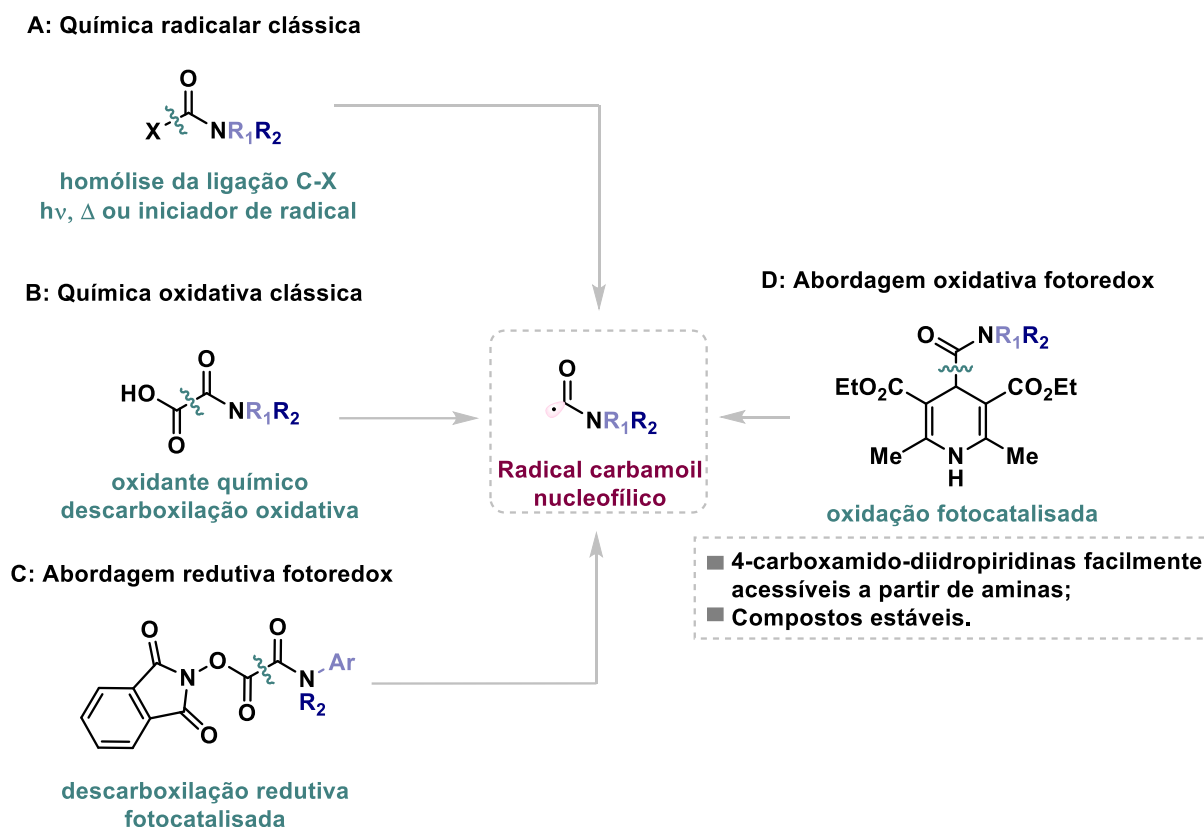 A: Química radicalar clássica
O
X
NR1R2
homólise da ligação C-X
hν, Δ ou iniciador de radical
B: Química oxidativa clássica
O
HO
NR1R2
O
oxidante químico
descarboxilação oxidativa
C: Abordagem redutiva fotoredox
O
O
O
Ar
N
N
R2
O
O
descarboxilação redutiva
fotocatalisada
O
NR1R2
Radical carbamoil
nucleofílico
D: Abordagem oxidativa fotoredox
O
NR1R2
EtO2C
CO2Et
Me
N
H
Me
oxidação fotocatalisada
4-carboxamido-diidropiridinas facilmente
acessíveis a partir de aminas;
Compostos estáveis.